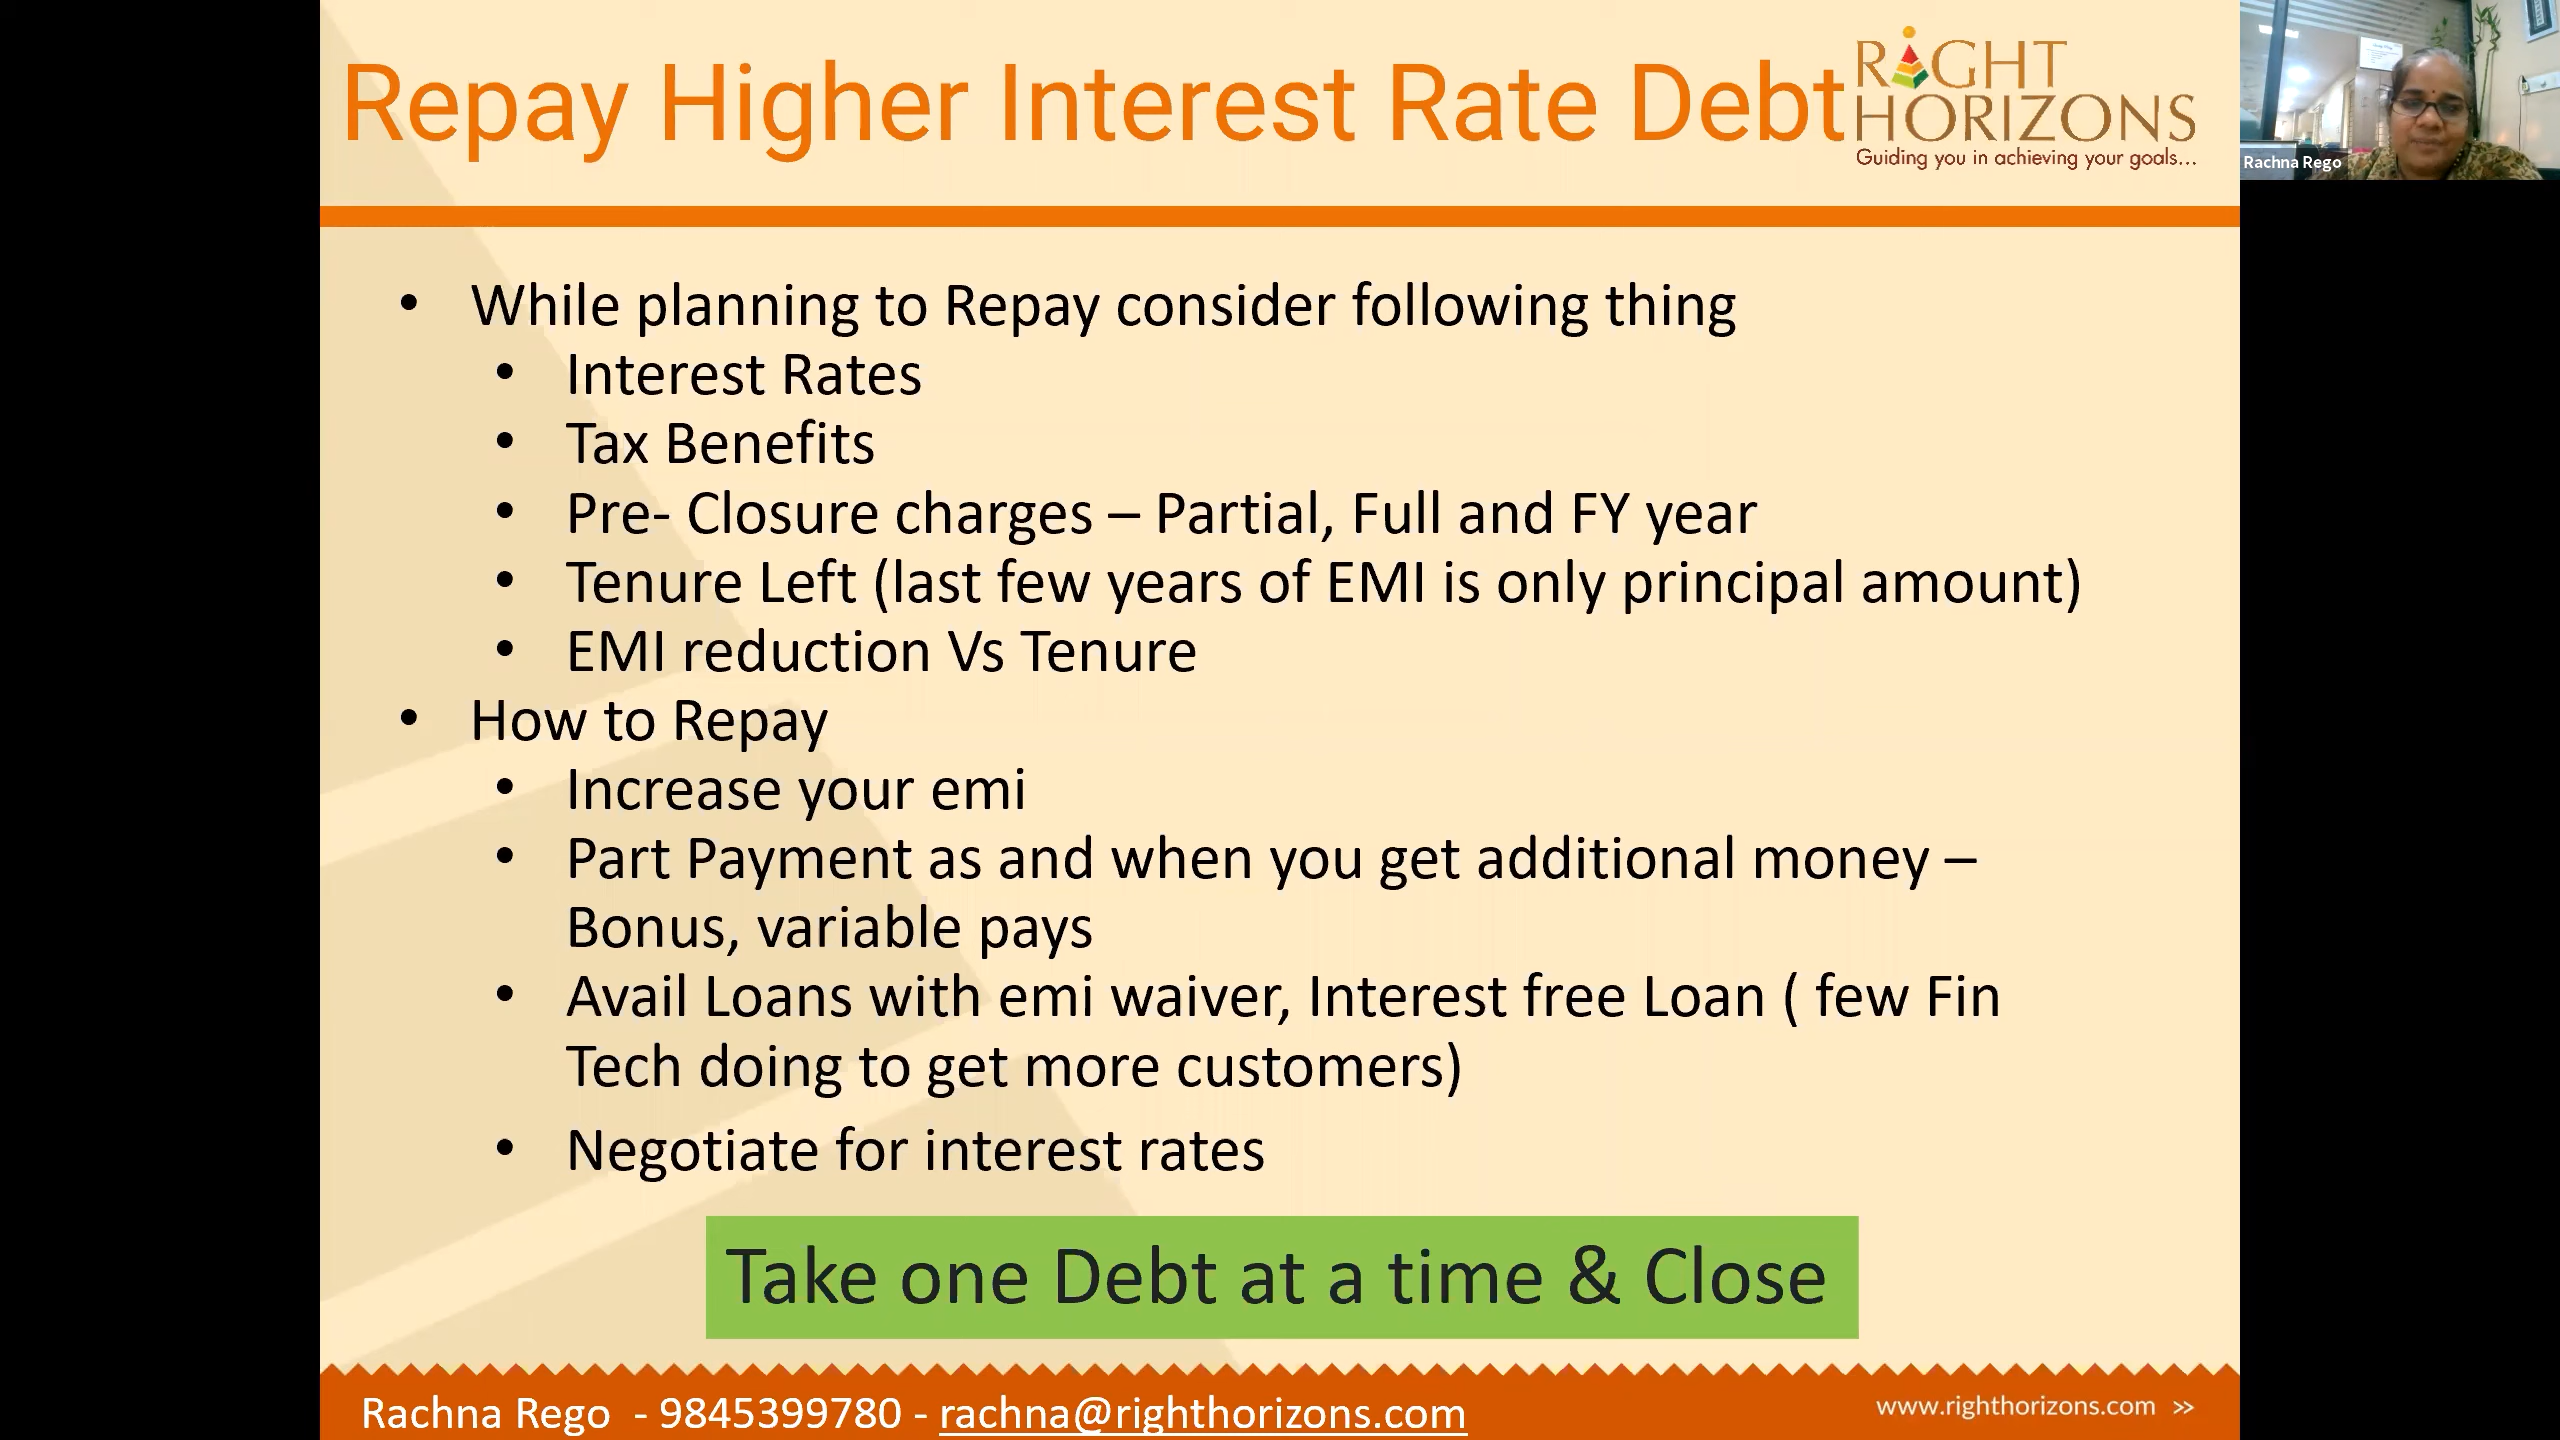 Repay Higher Interest Rate Debt
RIGHT
HORIZONS
Guiding you in achieving your goals...
Rachna Rego
• While planning to Repay consider following thing
• Interest Rates
• Tax Benefits
• Pre- Closure charges – Partial, Full and FY year
• Tenure Left (last few years of EMI is only principal amount)
• EMI reduction Vs Tenure
• How to Repay
• Increase your emi
• Part Payment as and when you get additional money –
Bonus, variable pays
• Avail Loans with emi waiver, Interest free Loan ( few Fin
Tech doing to get more customers)
• Negotiate for interest rates
Take one Debt at a time & Close
Rachna Rego - 9845399780 - rachna@righthorizons.com
www.righthorizons.com >>